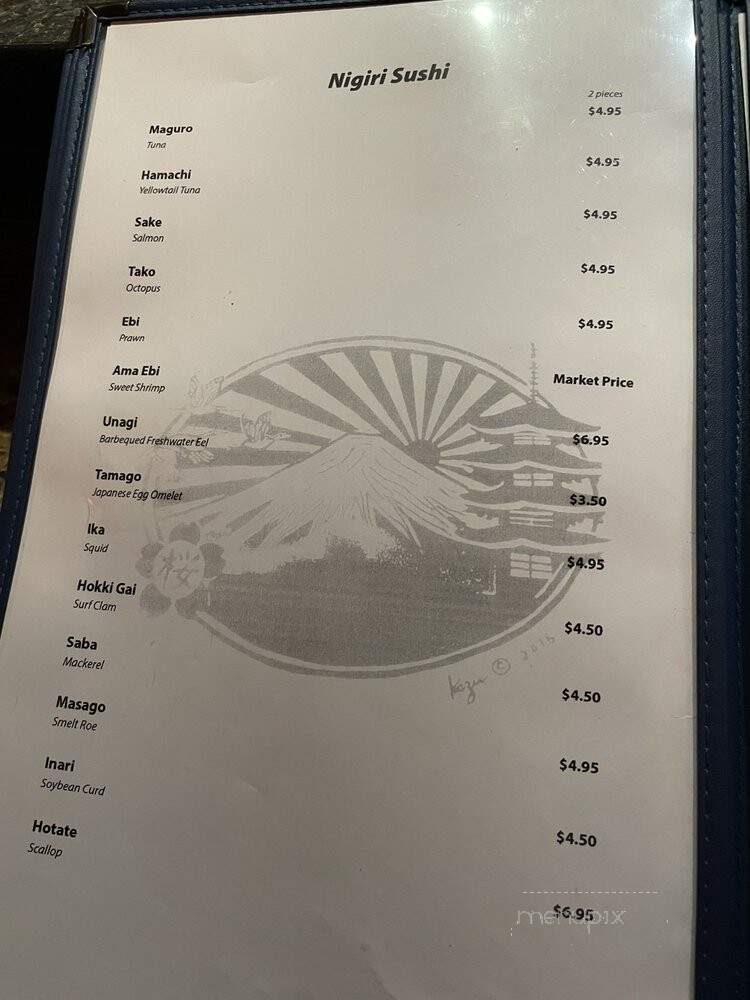 Nigiri Sushi
2 pieces
Maguro $4.95
Tuna
Hamachi $4.95
Yellowtail Tuna
Sake $4.95
Salmon
Tako $4.95
Octopus
Ebi $4.95
Prawn
Ama Ebi Market Price
Sweet Shrimp
Unagi $6.95
Barbequed Freshwater Eel
Tamago $3.50
Japanese Egg Omelet
Ika $4.95
Squid
Hokki Gai $4.50
Surf Clam
Saba $4.50
Mackerel
Masago $4.95
Smelt Roe
Inari $4.50
Soybean Curd
Hotate $6.95
Scallop
桜
Kazu © 2013
menupix